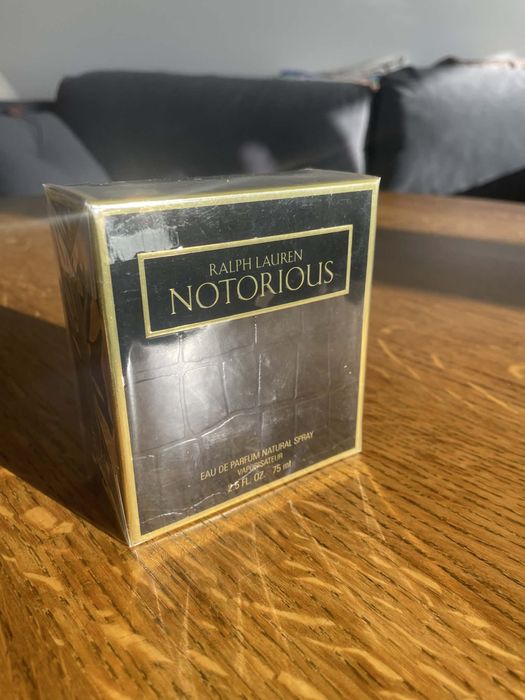 RALPH LAUREN
NOTORIOUS
EAU DE PARFUM NATURAL SPRAY
VAPORISATEUR
2.5 FL. OZ. 75 ml